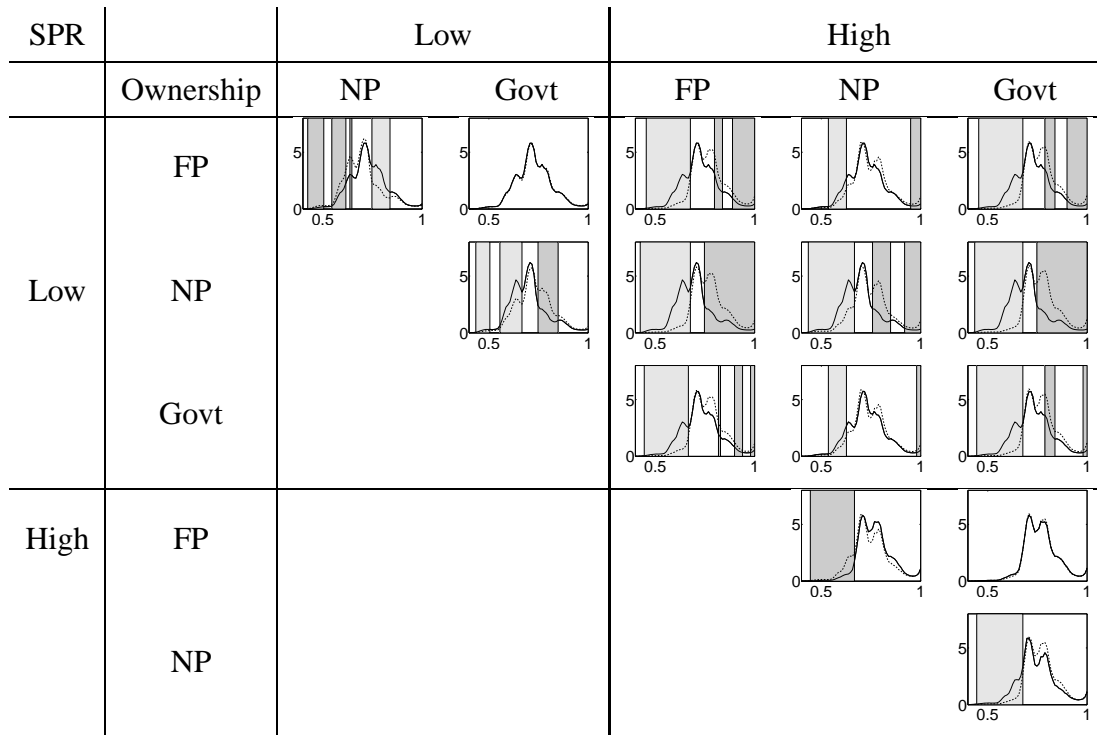 SPR Low High
Ownership NP Govt FP NP Govt
FP
5 0 0.5 1 5 0 0.5 1 5 0 0.5 1 5 0 0.5 1 5 0 0.5 1
Low NP
5 0 0.5 1 5 0 0.5 1 5 0 0.5 1 5 0 0.5 1
Govt
5 0 0.5 1 5 0 0.5 1 5 0 0.5 1
High FP
5 0 0.5 1 5 0 0.5 1
NP
5 0 0.5 1